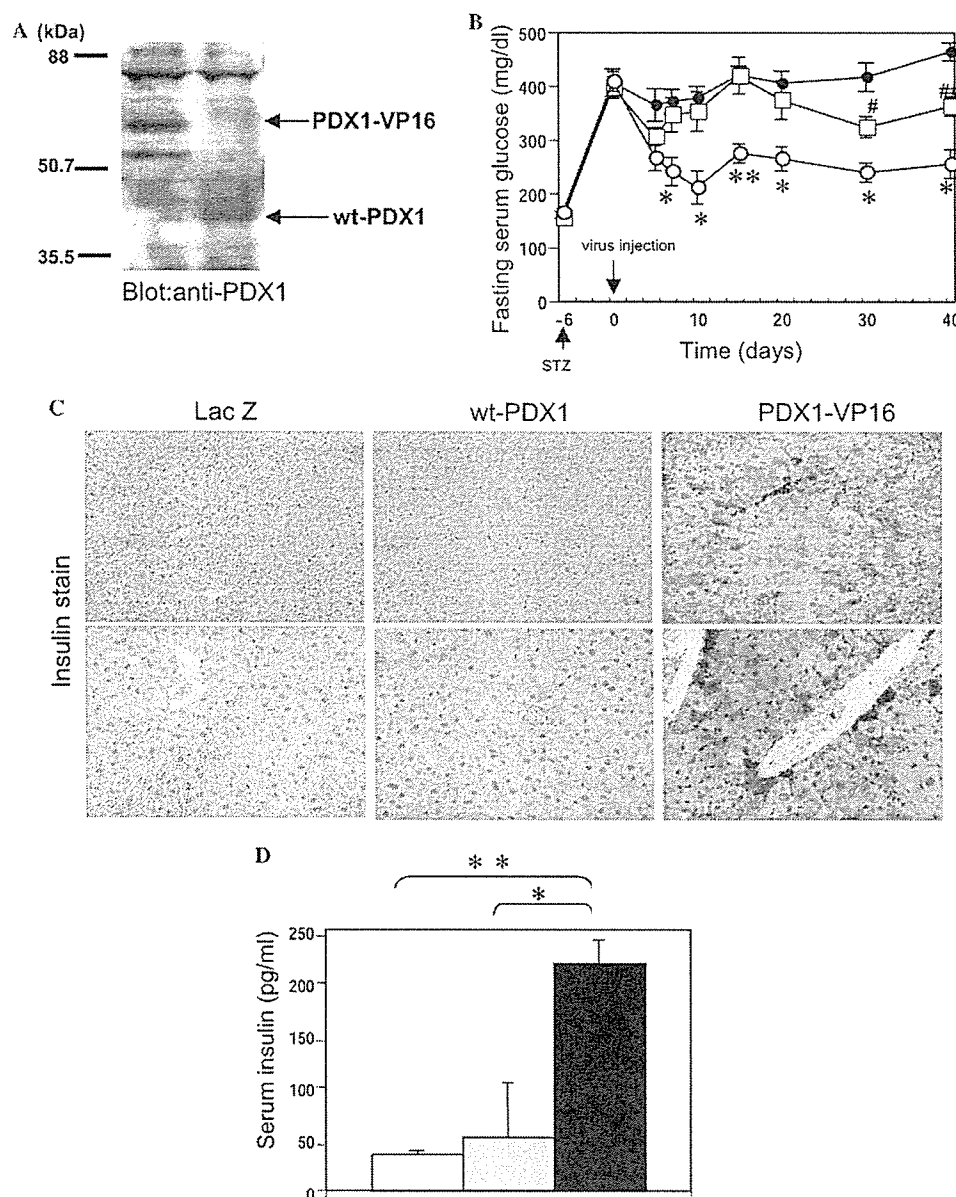 A (kDa)
88
PDX1-VP16
50.7
wt-PDX1
35.5
Blot:anti-PDX1
B
Fasting serum glucose (mg/dl)
500
400
300
200
100
0
#
##
*
*
**
*
*
*
virus injection
-6 0 10 20 30 40
STZ
Time (days)
C
Lac Z wt-PDX1 PDX1-VP16
Insulin stain
D
* *
*
Serum insulin (pg/ml)
250
200
150
100
50
0